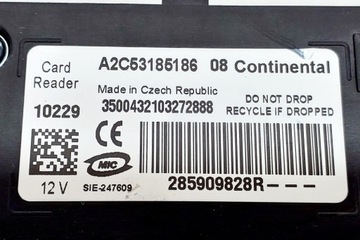 Card Reader A2C53185186 08 Continental
Made in Czech Republic
3500432103272888
DO NOT DROP
RECYCLE IF DROPPED
10229
CE
MIC
12 V
SIE-247609
285909828R---